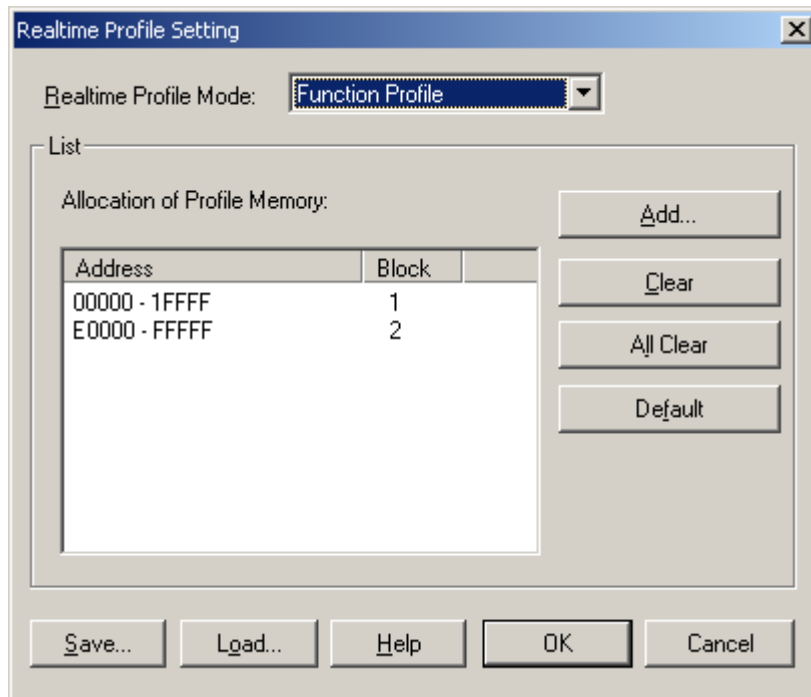 Realtime Profile Setting
Realtime Profile Mode: Function Profile
List
Allocation of Profile Memory:
Address Block
00000 - 1FFFF 1
E0000 - FFFFF 2
Add...
Clear
All Clear
Default
Save... Load... Help OK Cancel